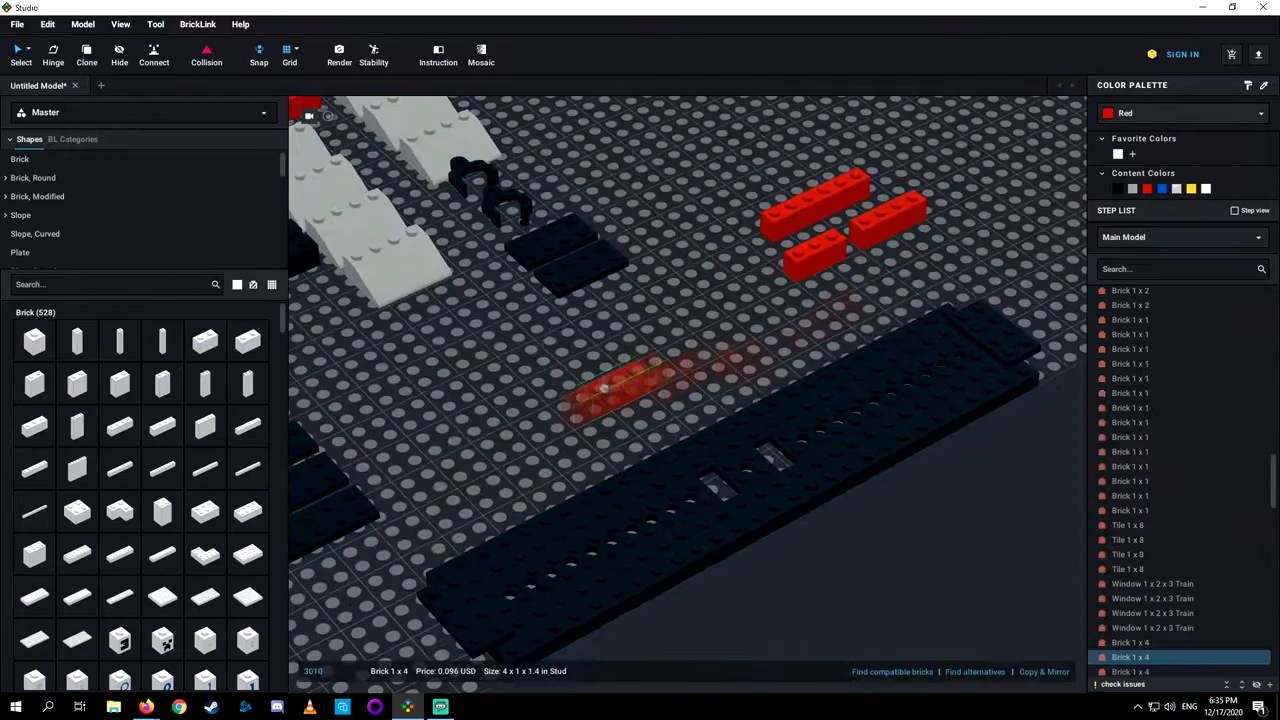 Studio
File Edit Model View Tool BrickLink Help
Select Hinge Clone Hide Connect Collision Snap Grid Render Stability Instruction Mosaic SIGN IN
Untitled Model*
COLOR PALETTE
Master
Red
Shapes BL Categories
Favorite Colors
Brick
Brick, Round
Content Colors
Brick, Modified
Slope
STEP LIST Step view
Slope, Curved
Main Model
Plate
Search...
Search...
Brick (528)
Brick 1 x 2
Brick 1 x 2
Brick 1 x 1
Brick 1 x 1
Brick 1 x 1
Brick 1 x 1
Brick 1 x 1
Brick 1 x 1
Brick 1 x 1
Brick 1 x 1
Brick 1 x 1
Brick 1 x 1
Brick 1 x 1
Brick 1 x 1
Brick 1 x 1
Brick 1 x 1
Tile 1 x 8
Tile 1 x 8
Tile 1 x 8
Tile 1 x 8
Window 1 x 2 x 3 Train
Window 1 x 2 x 3 Train
Window 1 x 2 x 3 Train
Window 1 x 2 x 3 Train
Brick 1 x 4
Brick 1 x 4
Brick 1 x 4
3010 Brick 1 x 4 Price: 0.096 USD Size: 4 x 1 x 1.4 in Stud Find compatible bricks Find alternatives Copy & Mirror
check issues
6:35 PM
12/17/2020